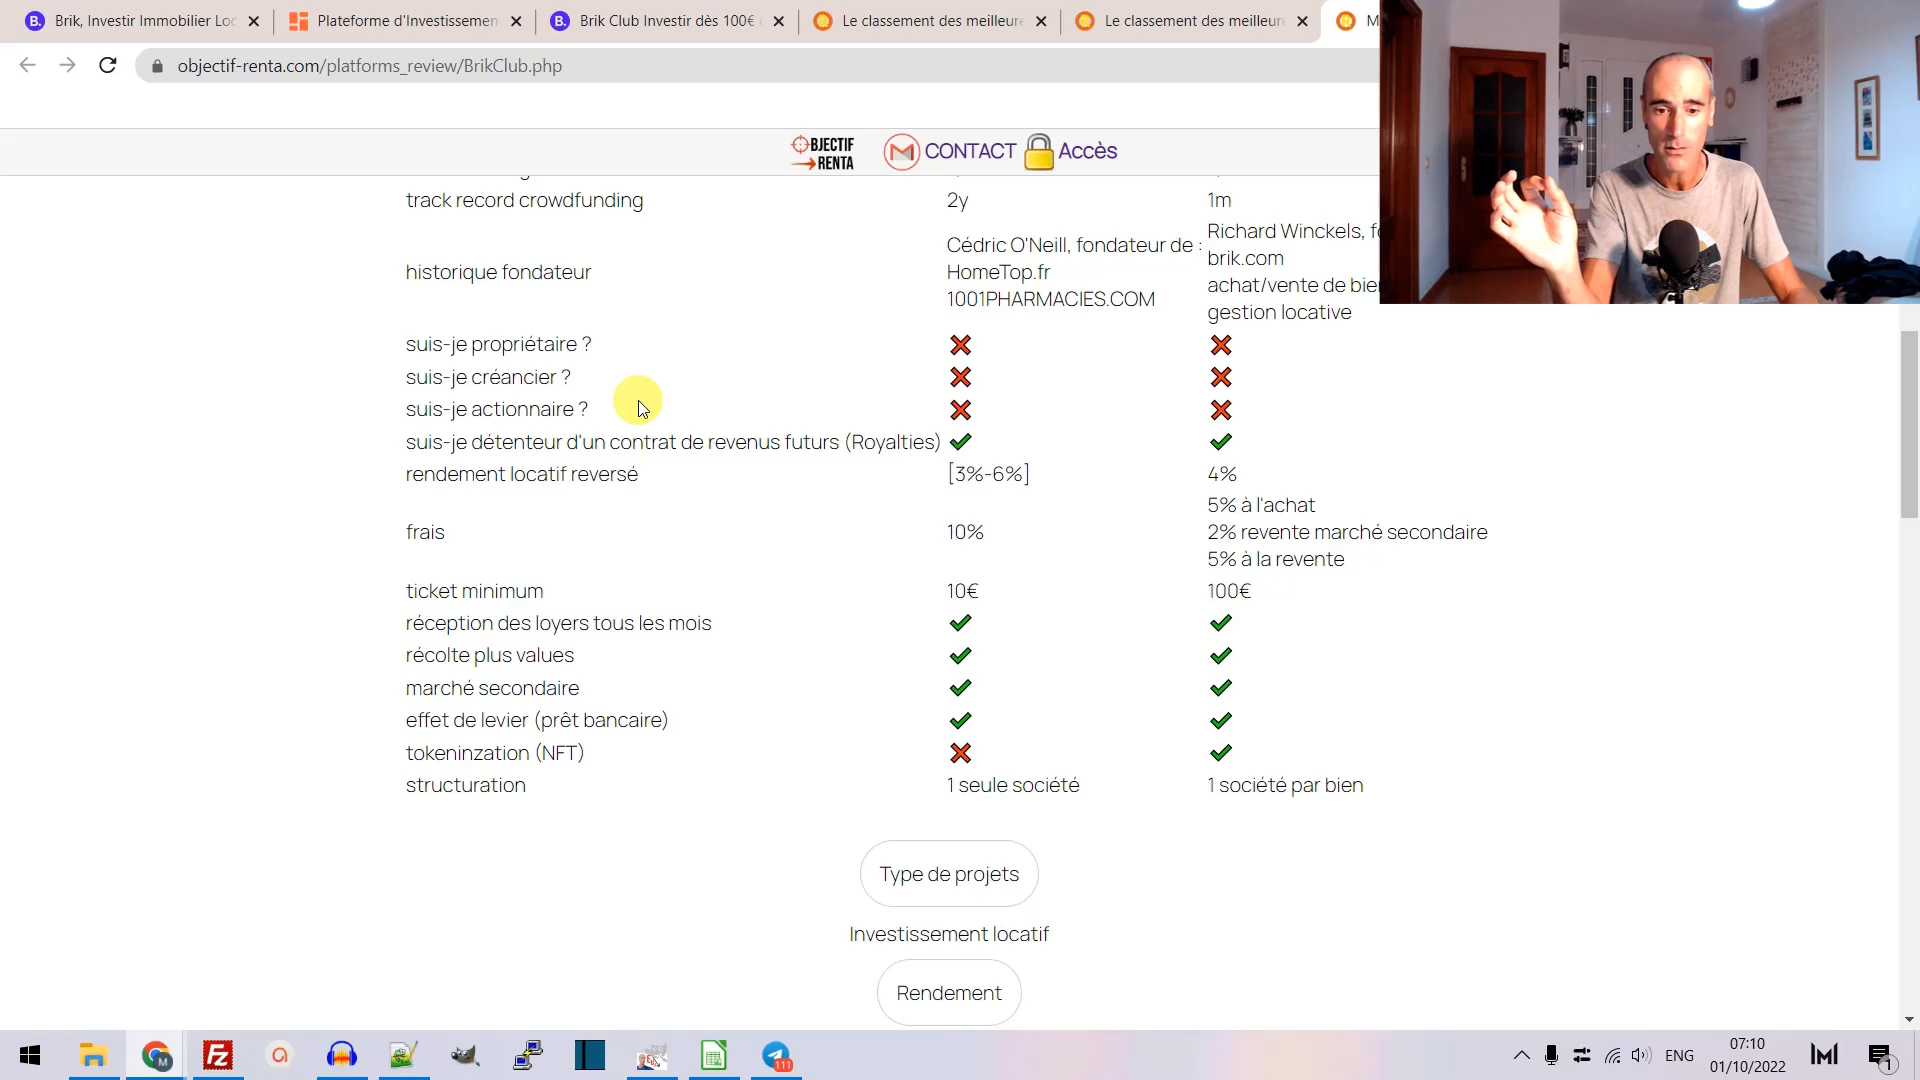 Brik, Investir Immobilier Loc
Plateforme d'Investissemen
Brik Club Investir dès 100€
Le classement des meilleure
Le classement des meilleure
M
objectif-renta.com/platforms_review/BrikClub.php
OBJECTIF
RENTA
CONTACT
Accès
track record crowdfunding 2y 1m
historique fondateur
Cédric O'Neill, fondateur de :
HomeTop.fr
1001PHARMACIES.COM
Richard Winckels, f
brik.com
achat/vente de bie
gestion locative
suis-je propriétaire ?
suis-je créancier ?
suis-je actionnaire ?
suis-je détenteur d'un contrat de revenus futurs (Royalties)
rendement locatif reversé [3%-6%] 4%
frais 10%
5% à l'achat
2% revente marché secondaire
5% à la revente
ticket minimum 10€ 100€
réception des loyers tous les mois
récolte plus values
marché secondaire
effet de levier (prêt bancaire)
tokeninzation (NFT)
structuration 1 seule société 1 société par bien
Type de projets
Investissement locatif
Rendement
ENG
07:10
01/10/2022
111
1